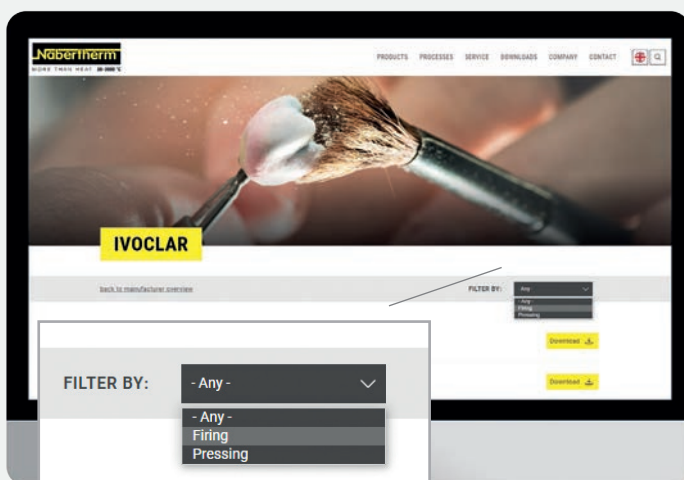 Nabertherm
MORE THAN HEAT 30-3000 °C
PRODUCTS PROCESSES SERVICE DOWNLOADS COMPANY CONTACT
IVOCLAR
back to manufacturer overview
FILTER BY: - Any -
- Any -
Firing
Pressing
Download
Download
FILTER BY: - Any -
- Any -
Firing
Pressing